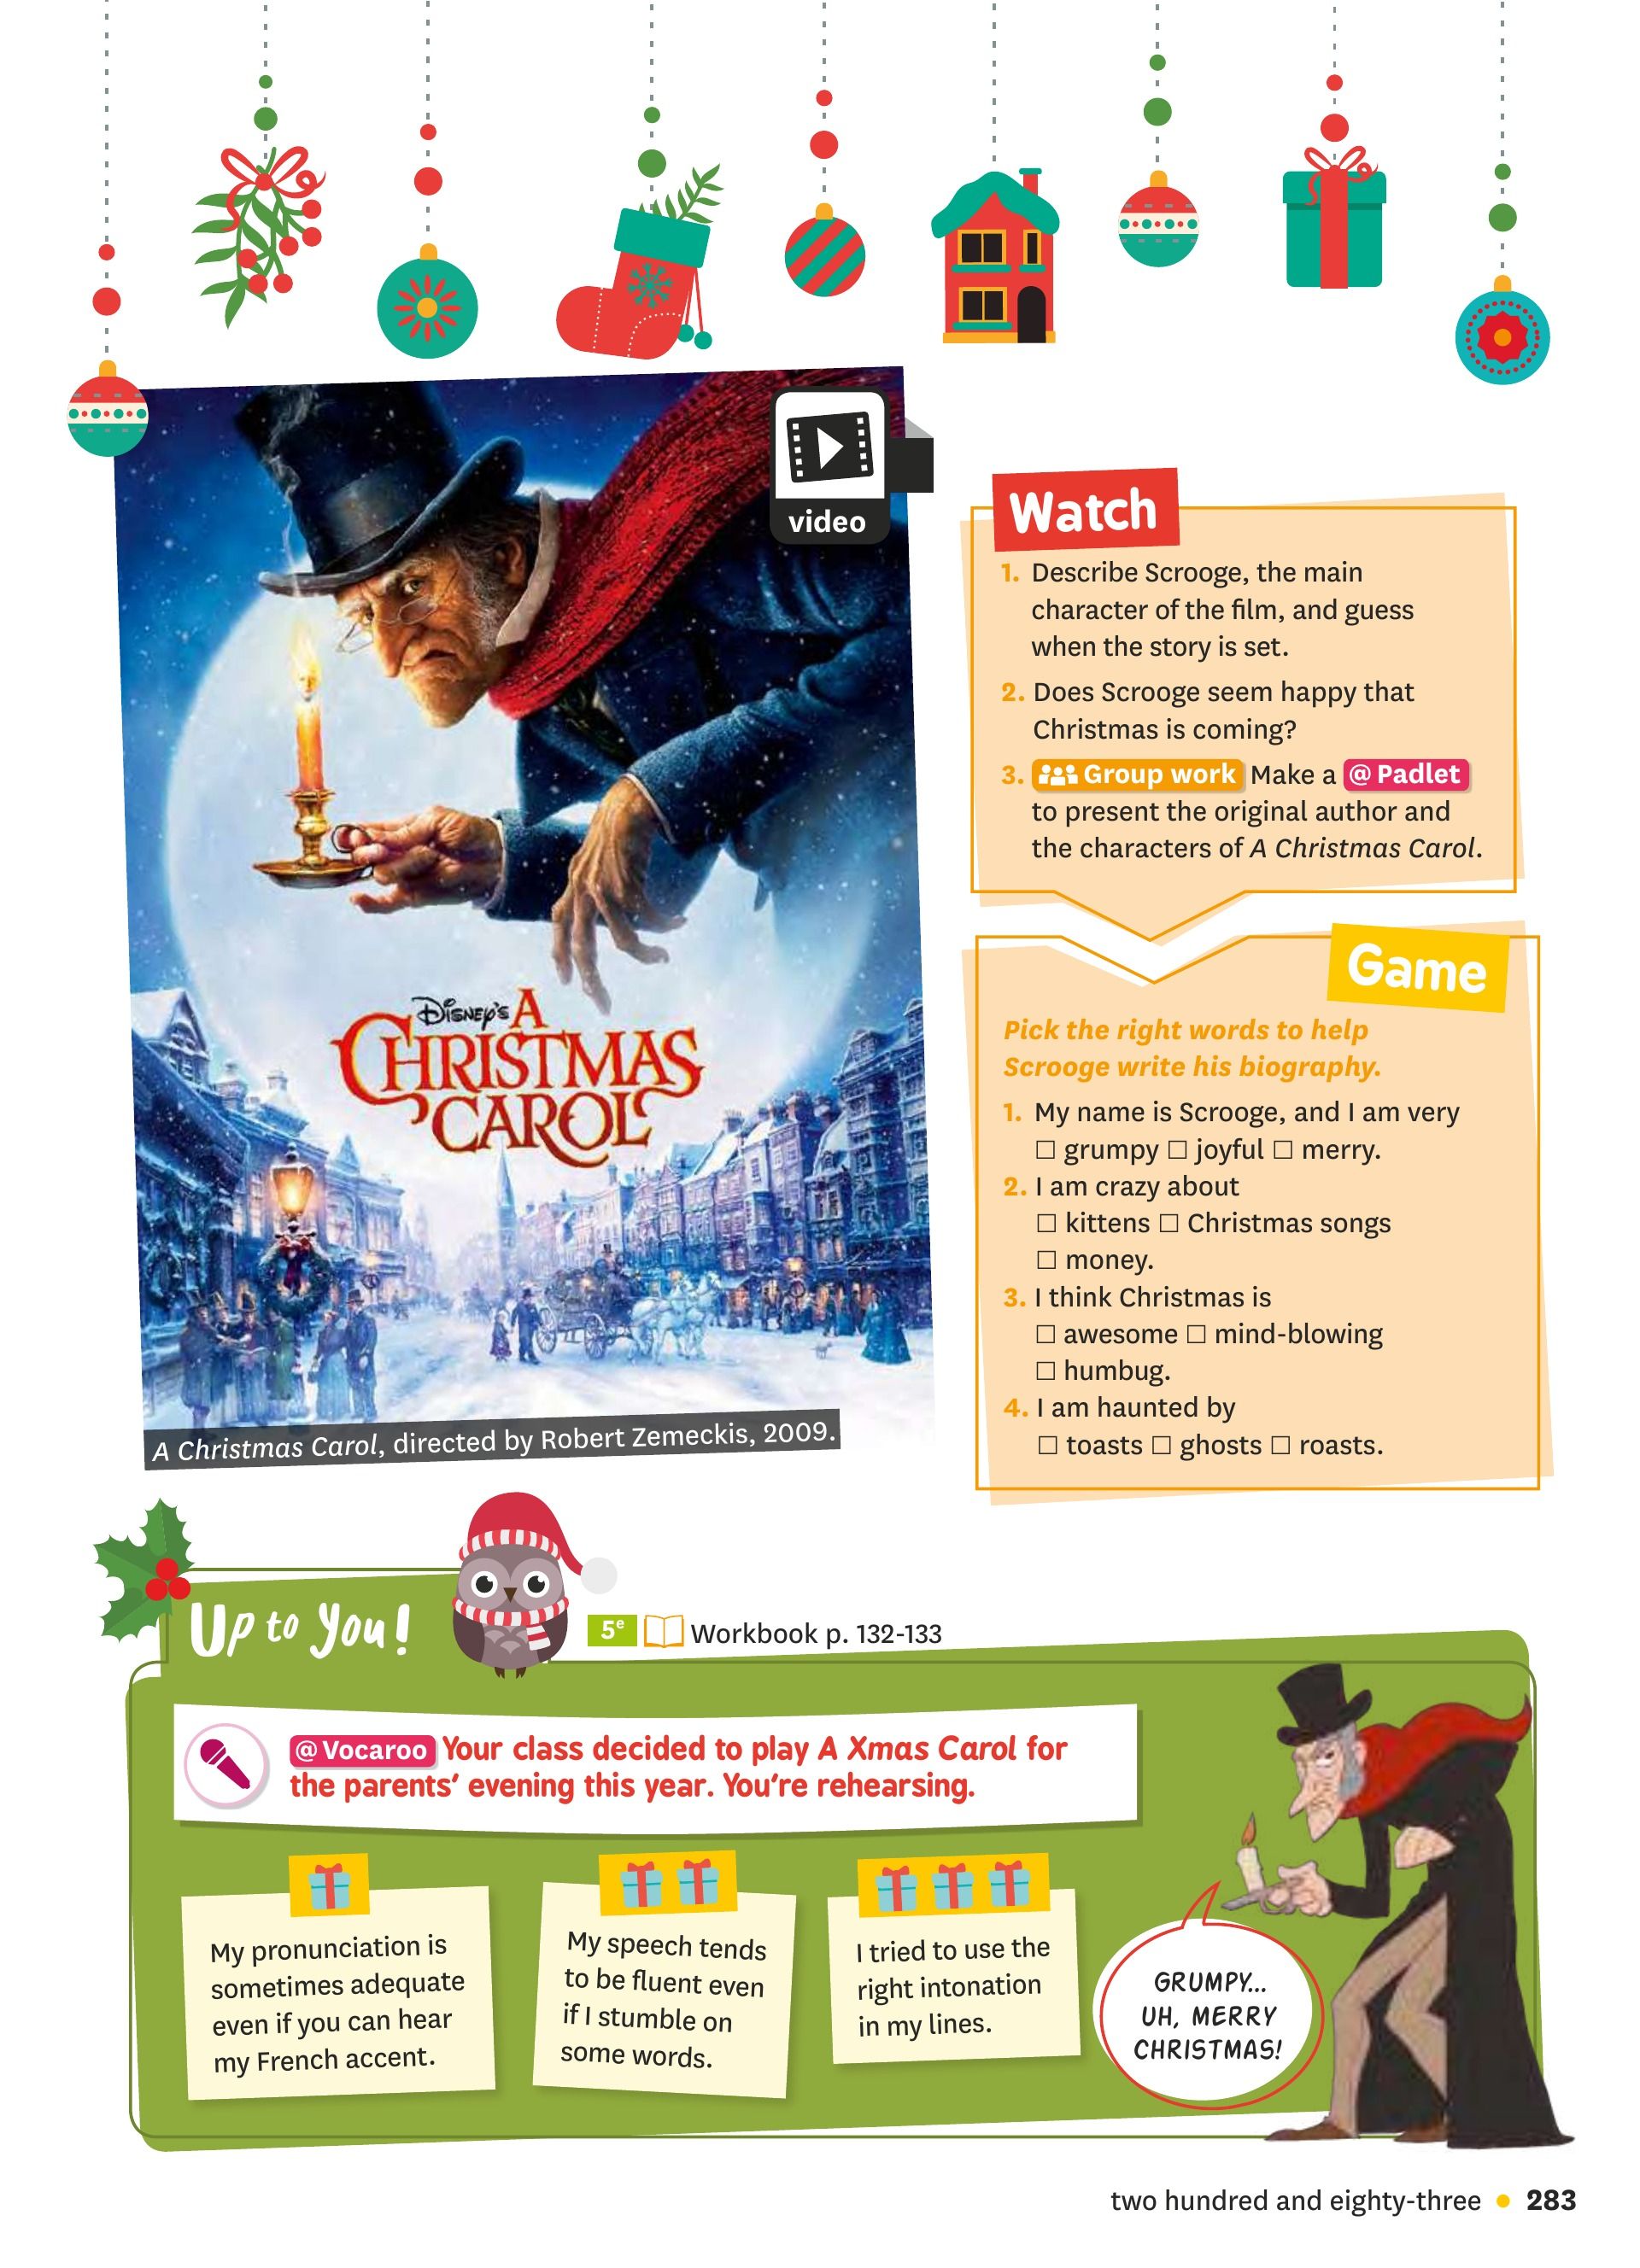 video
DISNEY'S A
CHRISTMAS
CAROL
A Christmas Carol, directed by Robert Zemeckis, 2009.
Watch
1. Describe Scrooge, the main
character of the film, and guess
when the story is set.
2. Does Scrooge seem happy that
Christmas is coming?
3. Group work Make a @ Padlet
to present the original author and
the characters of A Christmas Carol.
Game
Pick the right words to help
Scrooge write his biography.
1. My name is Scrooge, and I am very
☐ grumpy ☐ joyful ☐ merry.
2. I am crazy about
☐ kittens ☐ Christmas songs
☐ money.
3. I think Christmas is
☐ awesome ☐ mind-blowing
☐ humbug.
4. I am haunted by
☐ toasts ☐ ghosts ☐ roasts.
Up to You!
5e Workbook p. 132-133
@ Vocaroo Your class decided to play A Xmas Carol for
the parents' evening this year. You're rehearsing.
My pronunciation is
sometimes adequate
even if you can hear
my French accent.
My speech tends
to be fluent even
if I stumble on
some words.
I tried to use the
right intonation
in my lines.
GRUMPY...
UH, MERRY
CHRISTMAS!
two hundred and eighty-three • 283